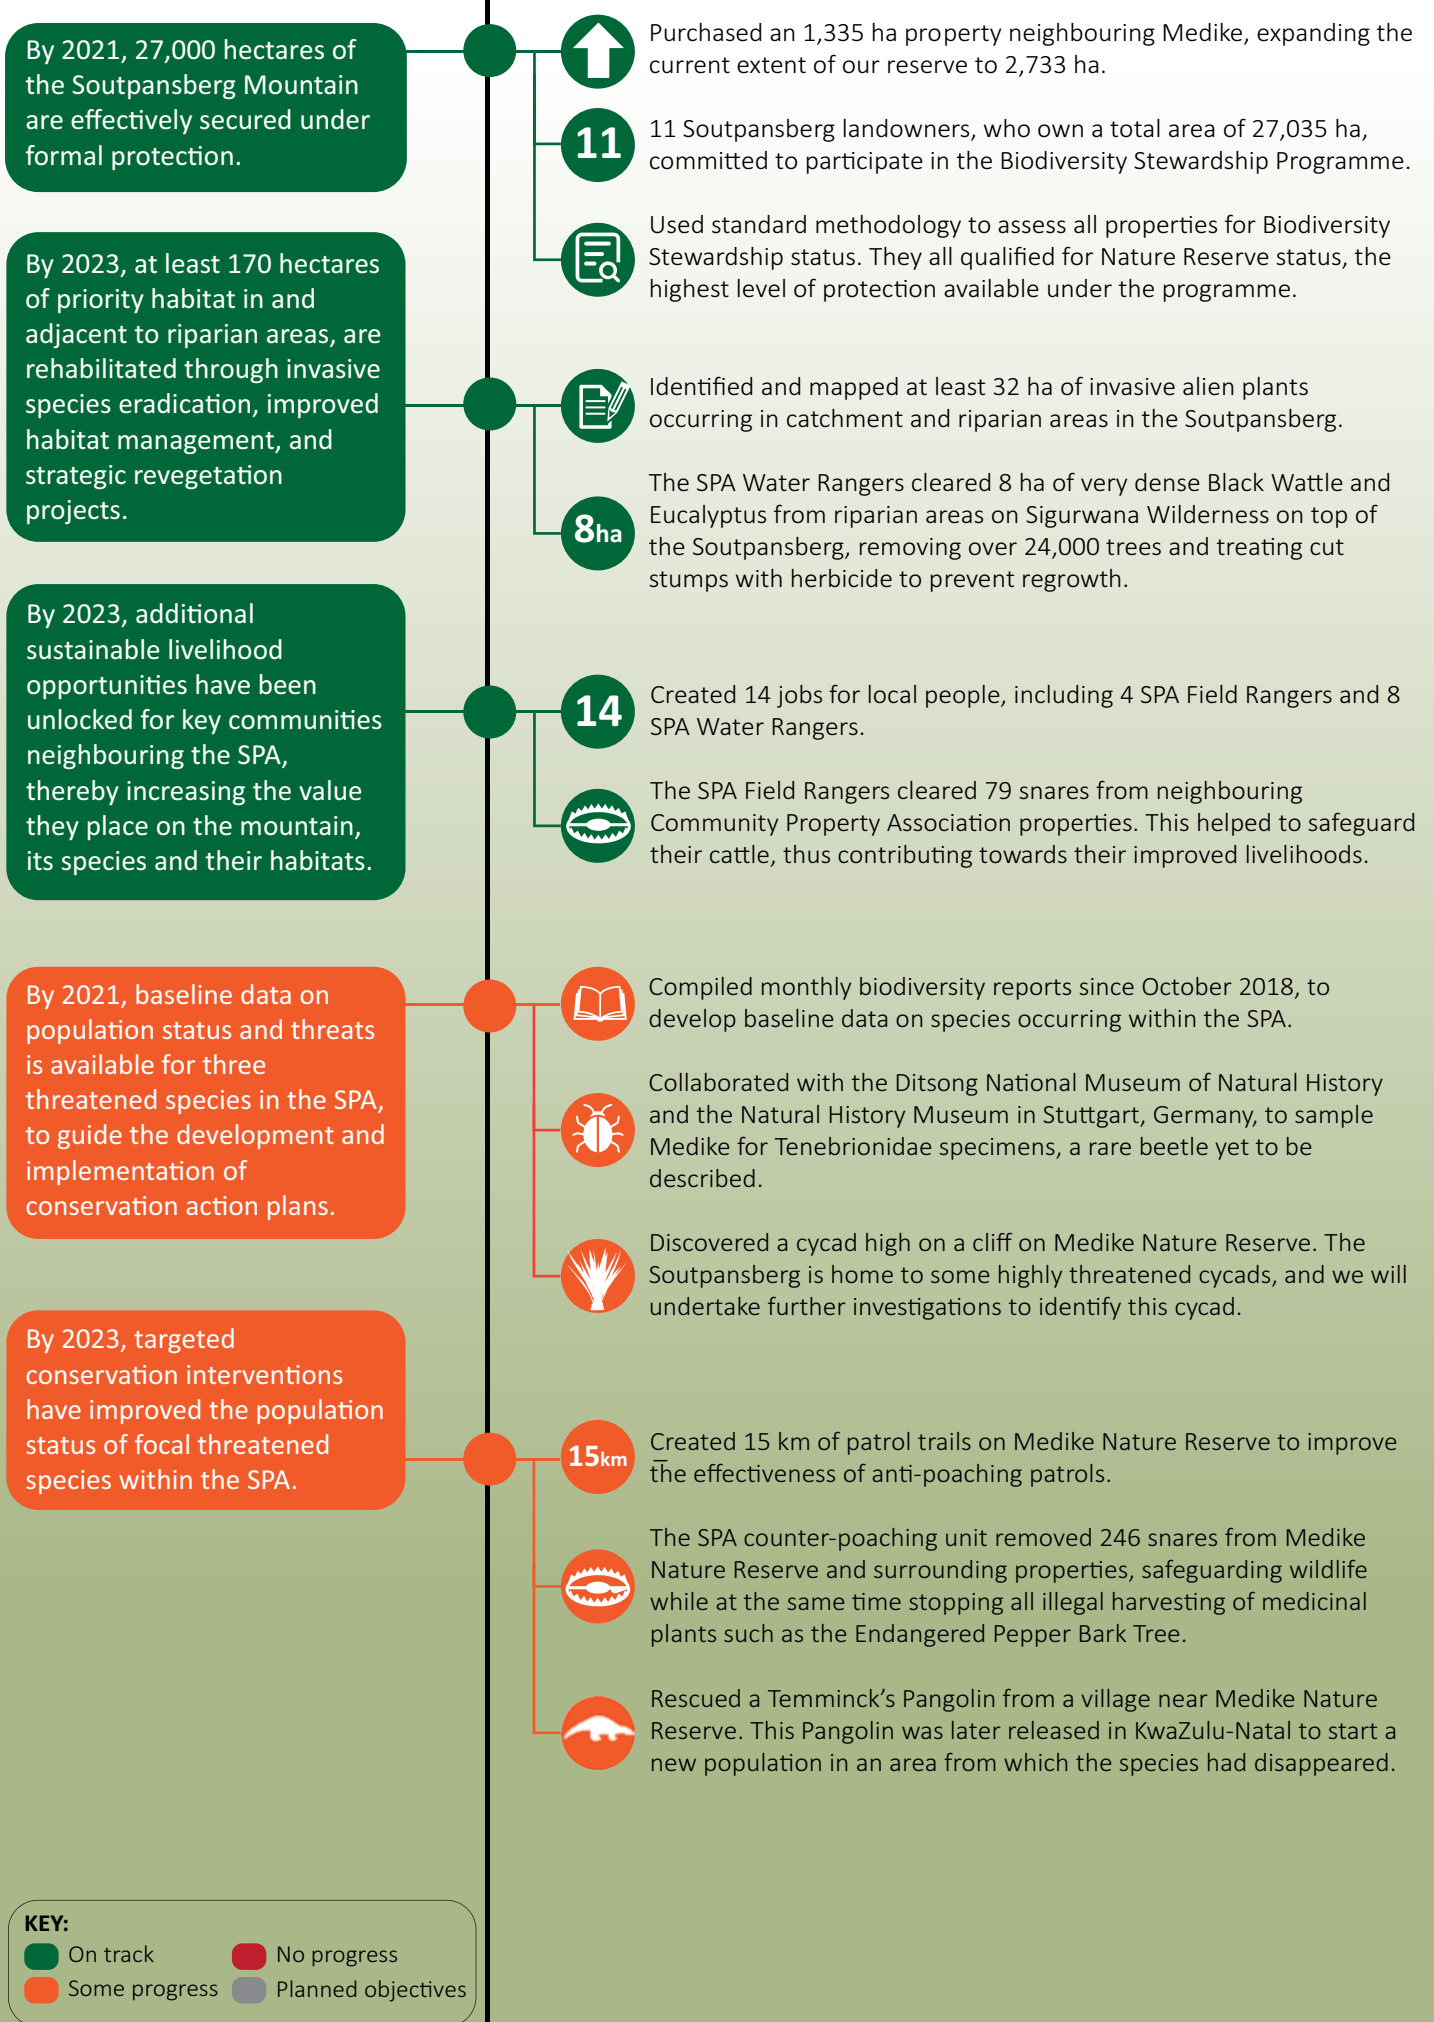 By 2021, 27,000 hectares of
the Soutpansberg Mountain
are effectively secured under
formal protection.
Purchased an 1,335 ha property neighbouring Medike, expanding the
current extent of our reserve to 2,733 ha.
11
11 Soutpansberg landowners, who own a total area of 27,035 ha,
committed to participate in the Biodiversity Stewardship Programme.
Used standard methodology to assess all properties for Biodiversity
Stewardship status. They all qualified for Nature Reserve status, the
highest level of protection available under the programme.
By 2023, at least 170 hectares
of priority habitat in and
adjacent to riparian areas, are
rehabilitated through invasive
species eradication, improved
habitat management, and
strategic revegetation
projects.
Identified and mapped at least 32 ha of invasive alien plants
occurring in catchment and riparian areas in the Soutpansberg.
8ha
The SPA Water Rangers cleared 8 ha of very dense Black Wattle and
Eucalyptus from riparian areas on Sigurwana Wilderness on top of
the Soutpansberg, removing over 24,000 trees and treating cut
stumps with herbicide to prevent regrowth.
By 2023, additional
sustainable livelihood
opportunities have been
unlocked for key communities
neighbouring the SPA,
thereby increasing the value
they place on the mountain,
its species and their habitats.
14
Created 14 jobs for local people, including 4 SPA Field Rangers and 8
SPA Water Rangers.
The SPA Field Rangers cleared 79 snares from neighbouring
Community Property Association properties. This helped to safeguard
their cattle, thus contributing towards their improved livelihoods.
By 2021, baseline data on
population status and threats
is available for three
threatened species in the SPA,
to guide the development and
implementation of
conservation action plans.
Compiled monthly biodiversity reports since October 2018, to
develop baseline data on species occurring within the SPA.
Collaborated with the Ditsong National Museum of Natural History
and the Natural History Museum in Stuttgart, Germany, to sample
Medike for Tenebrionidae specimens, a rare beetle yet to be
described.
Discovered a cycad high on a cliff on Medike Nature Reserve. The
Soutpansberg is home to some highly threatened cycads, and we will
undertake further investigations to identify this cycad.
By 2023, targeted
conservation interventions
have improved the population
status of focal threatened
species within the SPA.
15km
Created 15 km of patrol trails on Medike Nature Reserve to improve
the effectiveness of anti-poaching patrols.
The SPA counter-poaching unit removed 246 snares from Medike
Nature Reserve and surrounding properties, safeguarding wildlife
while at the same time stopping all illegal harvesting of medicinal
plants such as the Endangered Pepper Bark Tree.
Rescued a Temminck’s Pangolin from a village near Medike Nature
Reserve. This Pangolin was later released in KwaZulu-Natal to start a
new population in an area from which the species had disappeared.
KEY:
On track
No progress
Some progress
Planned objectives